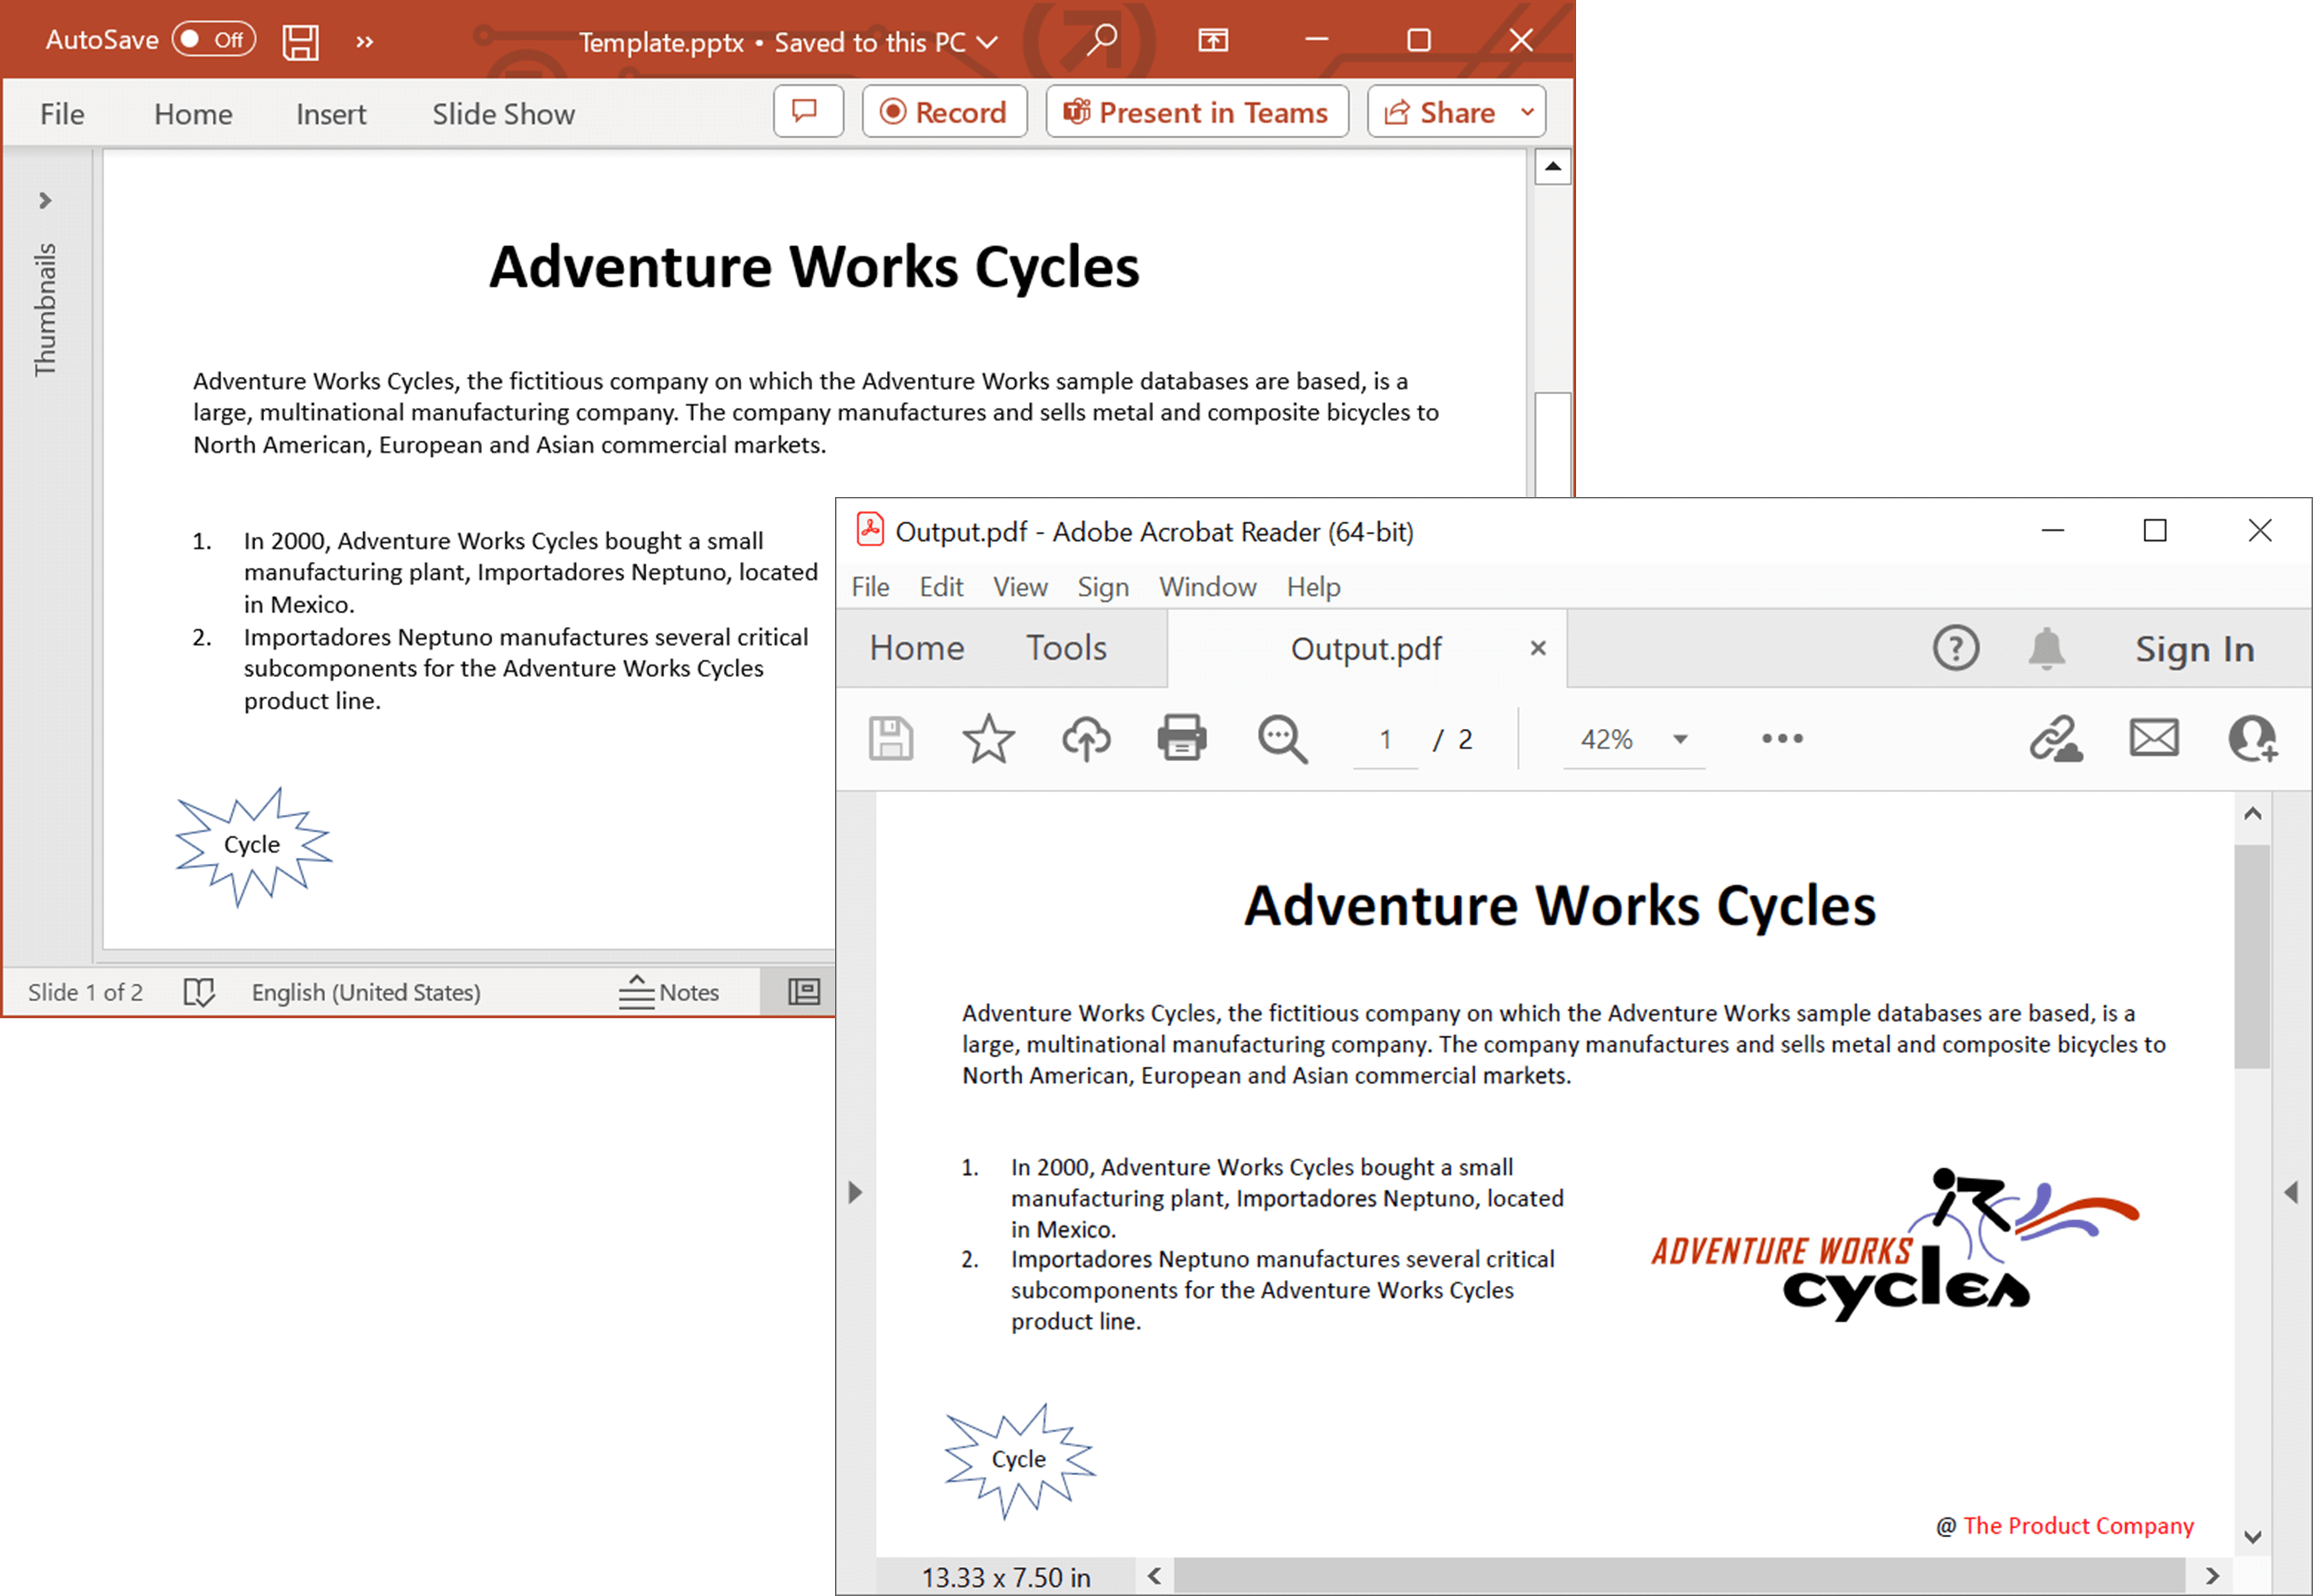 AutoSave Off Template.pptx • Saved to this PC
File Home Insert Slide Show Record Present in Teams Share
Thumbnails
Adventure Works Cycles
Adventure Works Cycles, the fictitious company on which the Adventure Works sample databases are based, is a
large, multinational manufacturing company. The company manufactures and sells metal and composite bicycles to
North American, European and Asian commercial markets.
1. In 2000, Adventure Works Cycles bought a small
manufacturing plant, Importadores Neptuno, located
in Mexico.
2. Importadores Neptuno manufactures several critical
subcomponents for the Adventure Works Cycles
product line.
Cycle
Slide 1 of 2 English (United States) Notes
Output.pdf - Adobe Acrobat Reader (64-bit)
File Edit View Sign Window Help
Home Tools Output.pdf Sign In
1 / 2 42%
Adventure Works Cycles
Adventure Works Cycles, the fictitious company on which the Adventure Works sample databases are based, is a
large, multinational manufacturing company. The company manufactures and sells metal and composite bicycles to
North American, European and Asian commercial markets.
1. In 2000, Adventure Works Cycles bought a small
manufacturing plant, Importadores Neptuno, located
in Mexico.
2. Importadores Neptuno manufactures several critical
subcomponents for the Adventure Works Cycles
product line.
ADVENTURE WORKS
cycles
Cycle
@ The Product Company
13.33 x 7.50 in